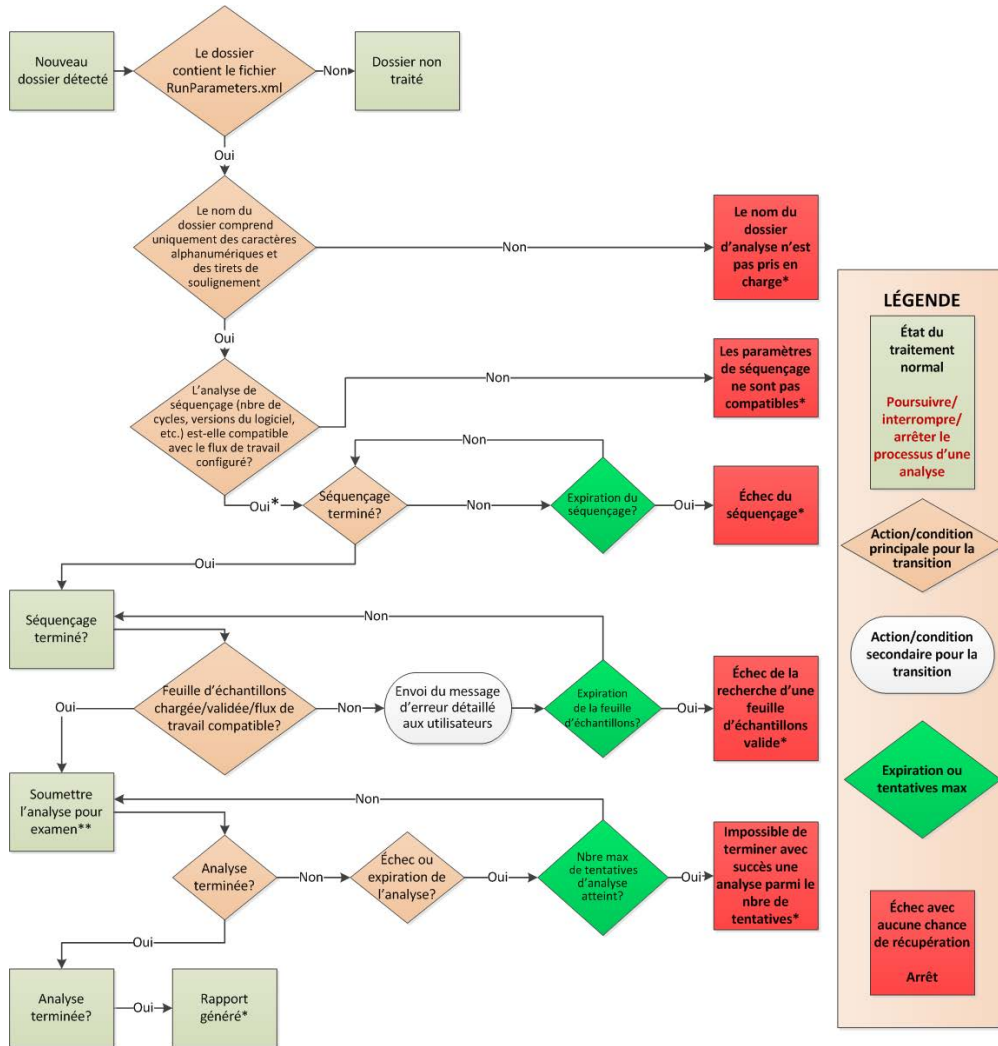 Nouveau
dossier détecté
Le dossier
contient le fichier
RunParameters.xml
Non
Dossier non
traité
Oui
Le nom du
dossier comprend
uniquement des caractères
alphanumériques et
des tirets de
soulignement
Non
Le nom du
dossier
d'analyse n'est
pas pris en
charge*
Oui
L'analyse de
séquençage (nbre de
cycles, versions du logiciel,
etc.) est-elle compatible
avec le flux de travail
configuré?
Non
Les paramètres
de séquençage
ne sont pas
compatibles*
Oui*
Séquençage
terminé?
Non
Non
Expiration du
séquençage?
Oui
Échec du
séquençage*
Oui
Séquençage
terminé?
Non
Feuille d'échantillons
chargée/validée/flux de
travail compatible?
Non
Envoi du message
d'erreur détaillé
aux utilisateurs
Expiration
de la feuille
d'échantillons?
Oui
Échec de la
recherche d'une
feuille
d'échantillons
valide*
Oui
Soumettre
l'analyse pour
examen**
Non
Analyse
terminée?
Non
Échec ou
expiration de
l'analyse?
Oui
Nbre max
de tentatives
d'analyse
atteint?
Oui
Impossible de
terminer avec
succès une
analyse parmi le
nbre de
tentatives*
Oui
Analyse
terminée?
Oui
Rapport
généré*
LÉGENDE
État du
traitement
normal
Poursuivre/
interrompre/
arrêter le
processus d'une
analyse
Action/condition
principale pour la
transition
Action/condition
secondaire pour la
transition
Expiration ou
tentatives max
Échec avec
aucune chance
de récupération
Arrêt